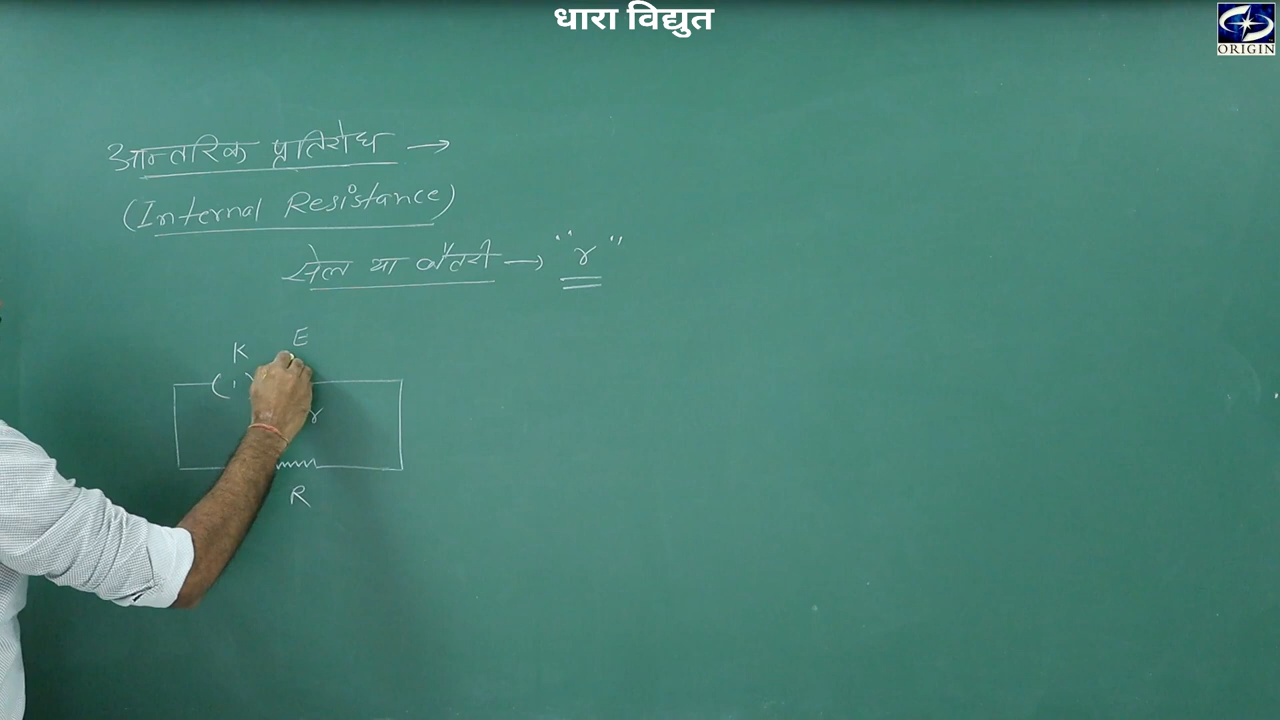 धारा विद्युत
ORIGIN
आन्तरिक प्रतिरोध →
(Internal Resistance)
सेल या बैटरी → "r"
E
K
r
R